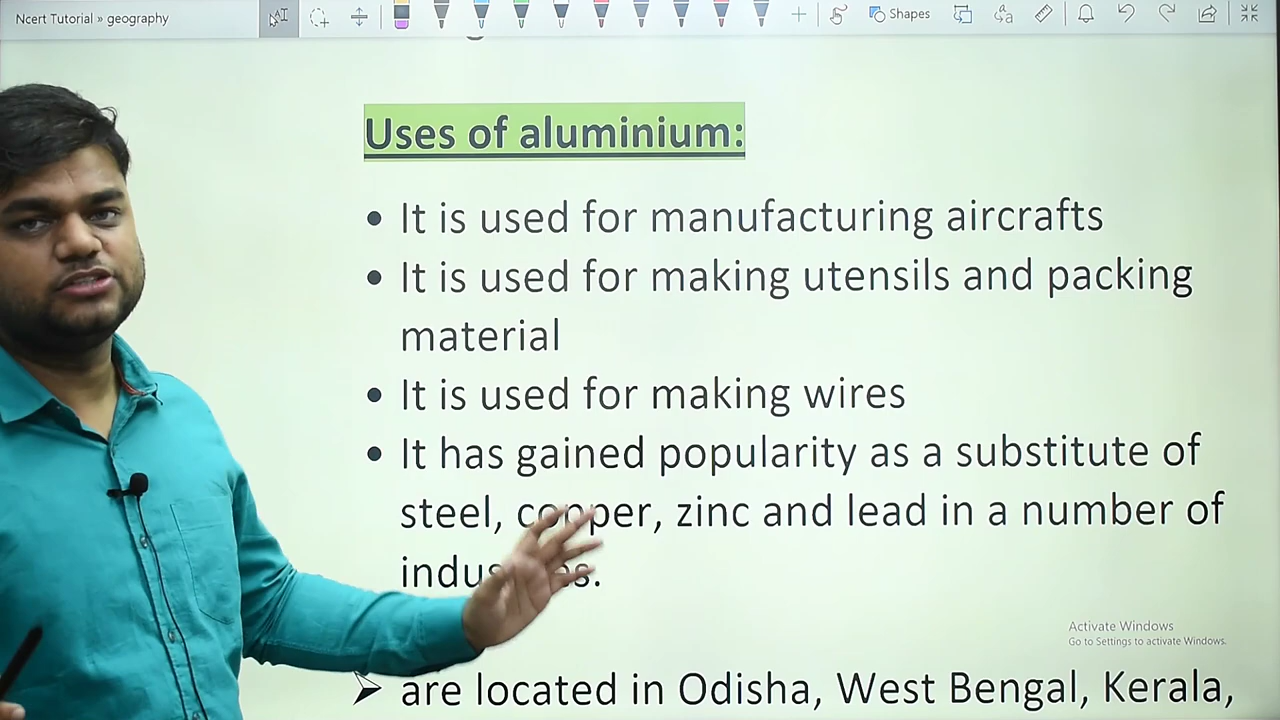 Ncert Tutorial » geography
Shapes
Uses of aluminium:
• It is used for manufacturing aircrafts
• It is used for making utensils and packing
material
• It is used for making wires
• It has gained popularity as a substitute of
steel, copper, zinc and lead in a number of
industries.
Activate Windows
Go to Settings to activate Windows.
➢ are located in Odisha, West Bengal, Kerala,